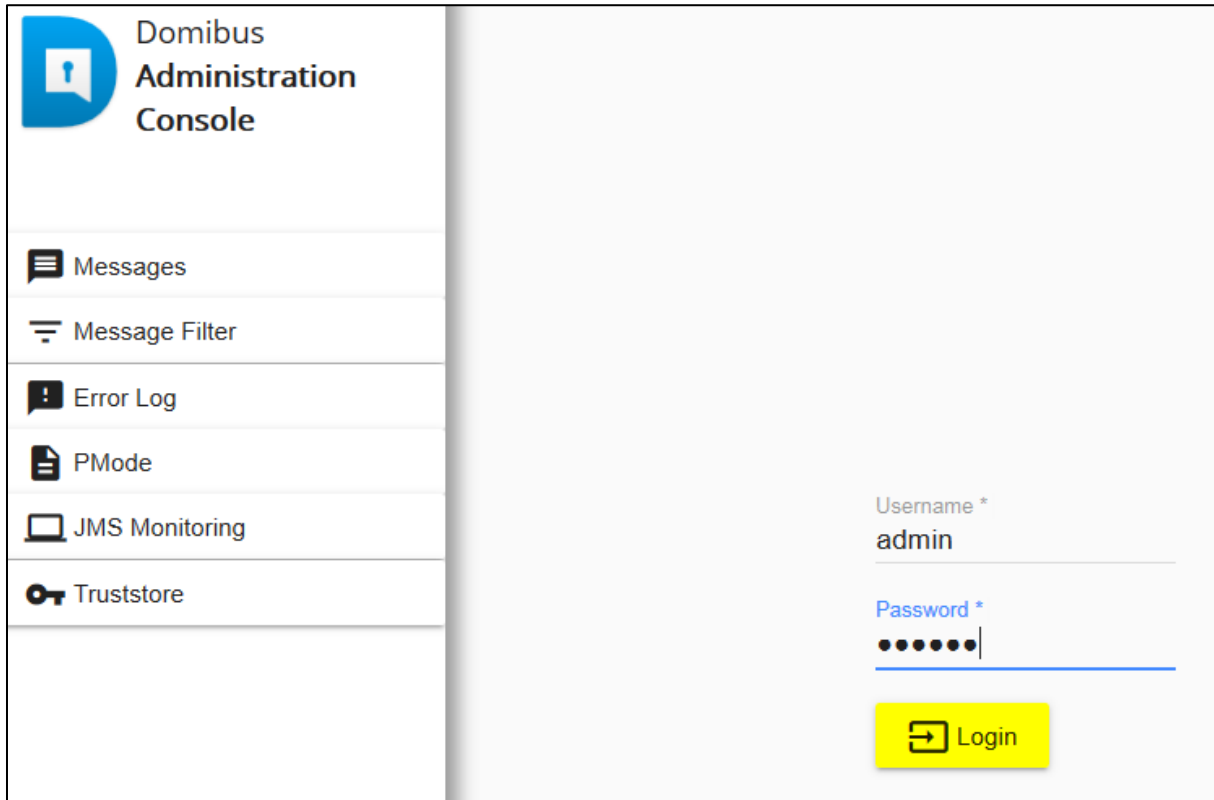 Domibus
Administration
Console
Messages
Message Filter
Error Log
PMode
JMS Monitoring
Truststore
Username *
admin
Password *
••••••
Login